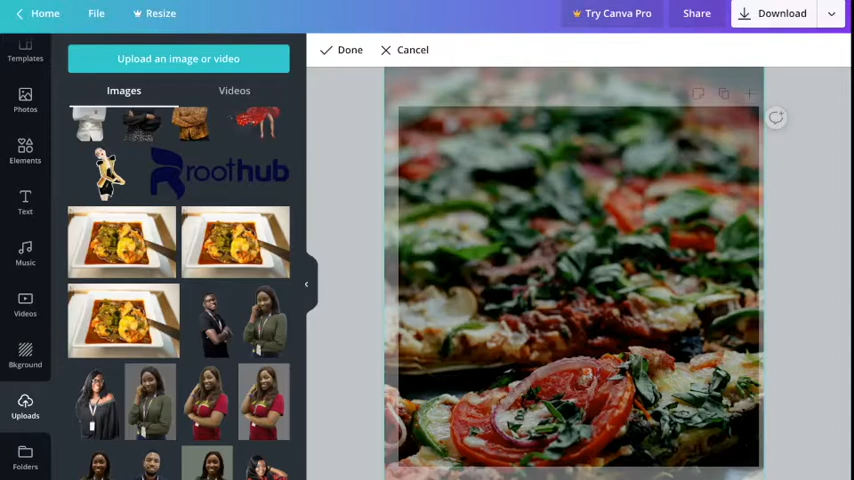 Home
File
Resize
Try Canva Pro
Share
Download
Templates
Photos
Elements
Text
Music
Videos
Bkground
Uploads
Folders
Upload an image or video
Images
Videos
roothub
Done
Cancel